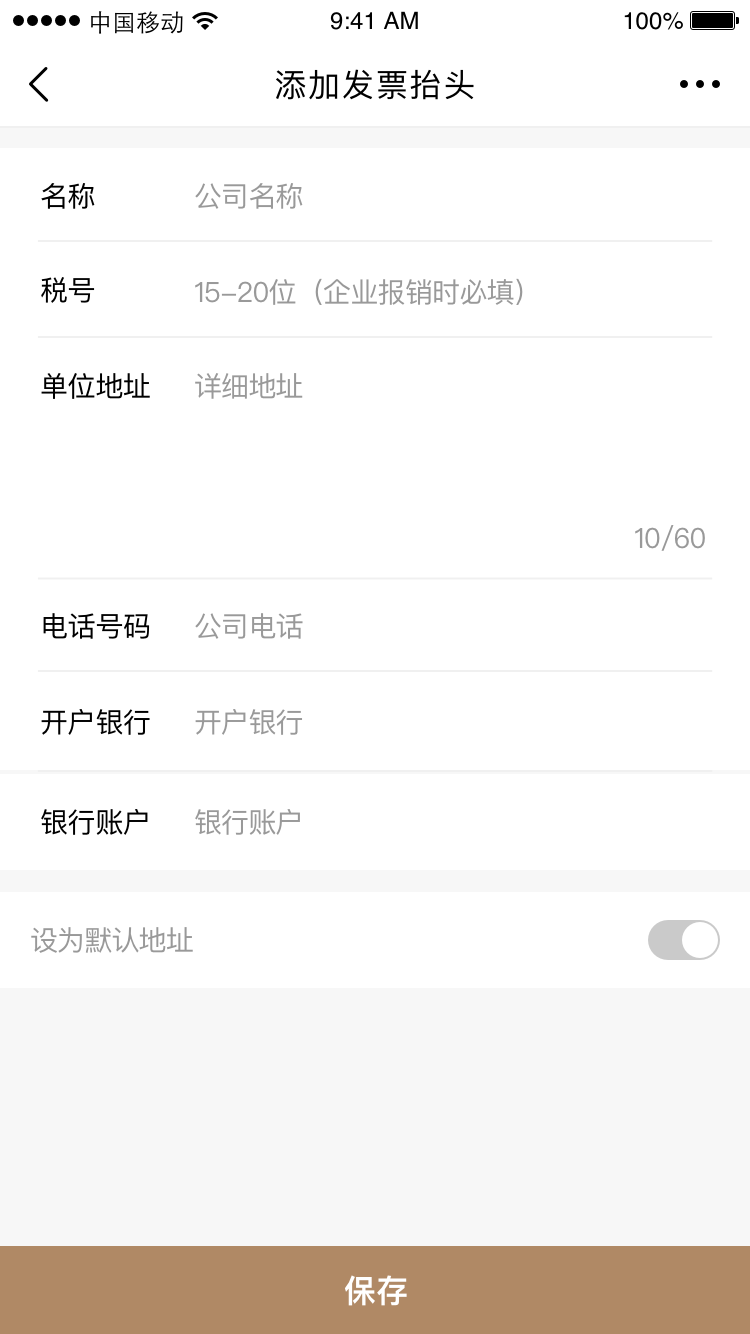 中国移动 9:41 AM 100%
添加发票抬头
名称 公司名称
税号 15-20位（企业报销时必填）
单位地址 详细地址
10/60
电话号码 公司电话
开户银行 开户银行
银行账户 银行账户
设为默认地址
保存